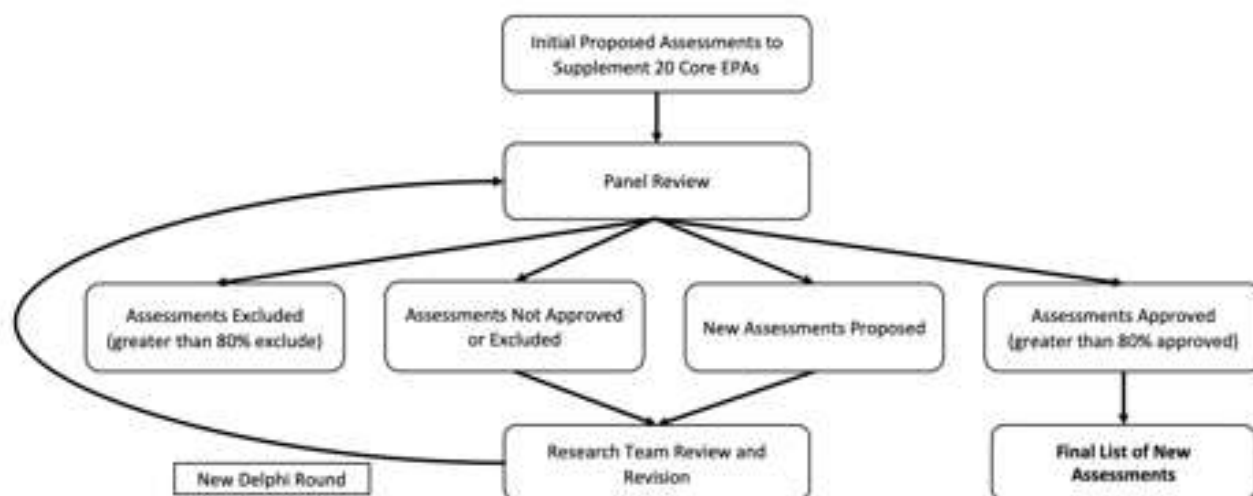 Initial Proposed Assessments to
Supplement 20 Core EPAs
Panel Review
Assessments Excluded
(greater than 80% exclude)
Assessments Not Approved
or Excluded
New Assessments Proposed
Assessments Approved
(greater than 80% approved)
Research Team Review and
Revision
Final List of New
Assessments
New Delphi Round